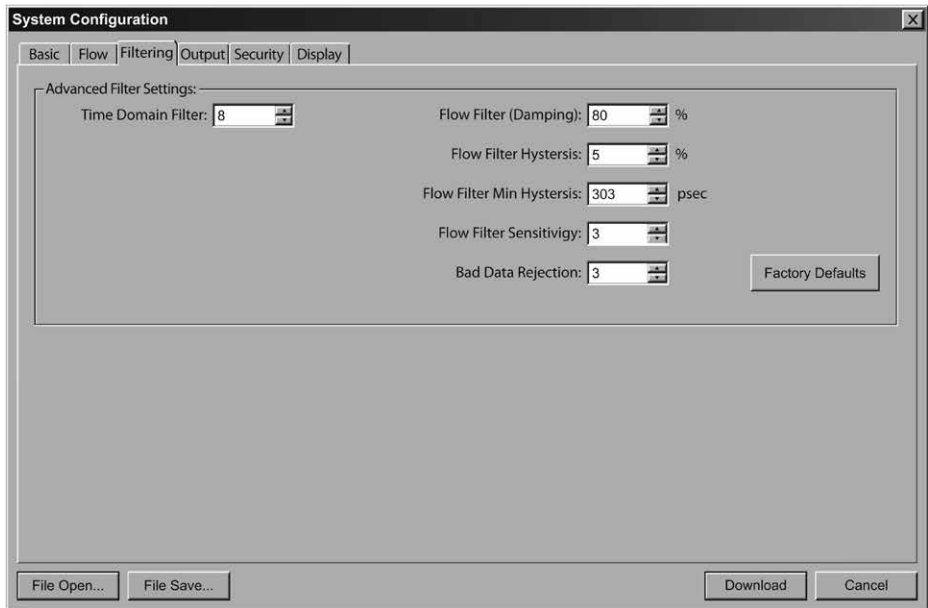 System Configuration
Basic Flow Filtering Output Security Display
Advanced Filter Settings:
Time Domain Filter: 8
Flow Filter (Damping): 80 %
Flow Filter Hystersis: 5 %
Flow Filter Min Hystersis: 303 psec
Flow Filter Sensitivigy: 3
Bad Data Rejection: 3
Factory Defaults
File Open... File Save... Download Cancel